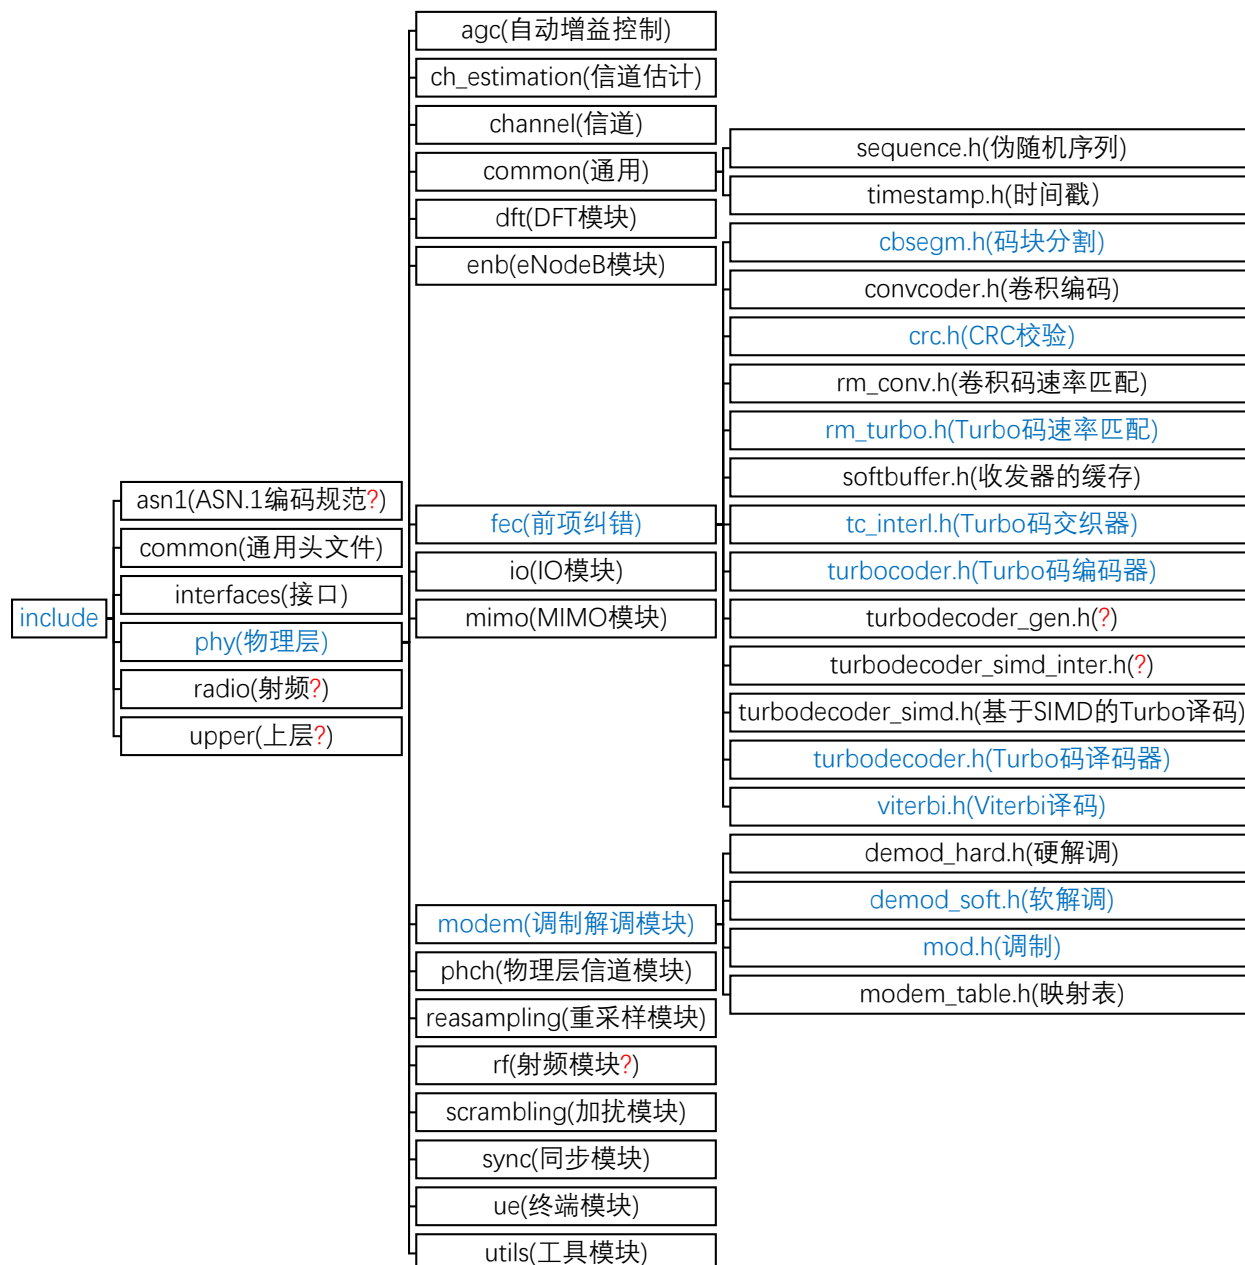 include
asn1(ASN.1编码规范?)
common(通用头文件)
interfaces(接口)
phy(物理层)
radio(射频?)
upper(上层?)
agc(自动增益控制)
ch_estimation(信道估计)
channel(信道)
common(通用)
dft(DFT模块)
enb(eNodeB模块)
fec(前项纠错)
io(IO模块)
mimo(MIMO模块)
modem(调制解调模块)
phch(物理层信道模块)
reasampling(重采样模块)
rf(射频模块?)
scrambling(加扰模块)
sync(同步模块)
ue(终端模块)
utils(工具模块)
sequence.h(伪随机序列)
timestamp.h(时间戳)
cbsegm.h(码块分割)
convcoder.h(卷积编码)
crc.h(CRC校验)
rm_conv.h(卷积码速率匹配)
rm_turbo.h(Turbo码速率匹配)
softbuffer.h(收发器的缓存)
tc_interl.h(Turbo码交织器)
turbocoder.h(Turbo码编码器)
turbodecoder_gen.h(?)
turbodecoder_simd_inter.h(?)
turbodecoder_simd.h(基于SIMD的Turbo译码)
turbodecoder.h(Turbo码译码器)
viterbi.h(Viterbi译码)
demod_hard.h(硬解调)
demod_soft.h(软解调)
mod.h(调制)
modem_table.h(映射表)